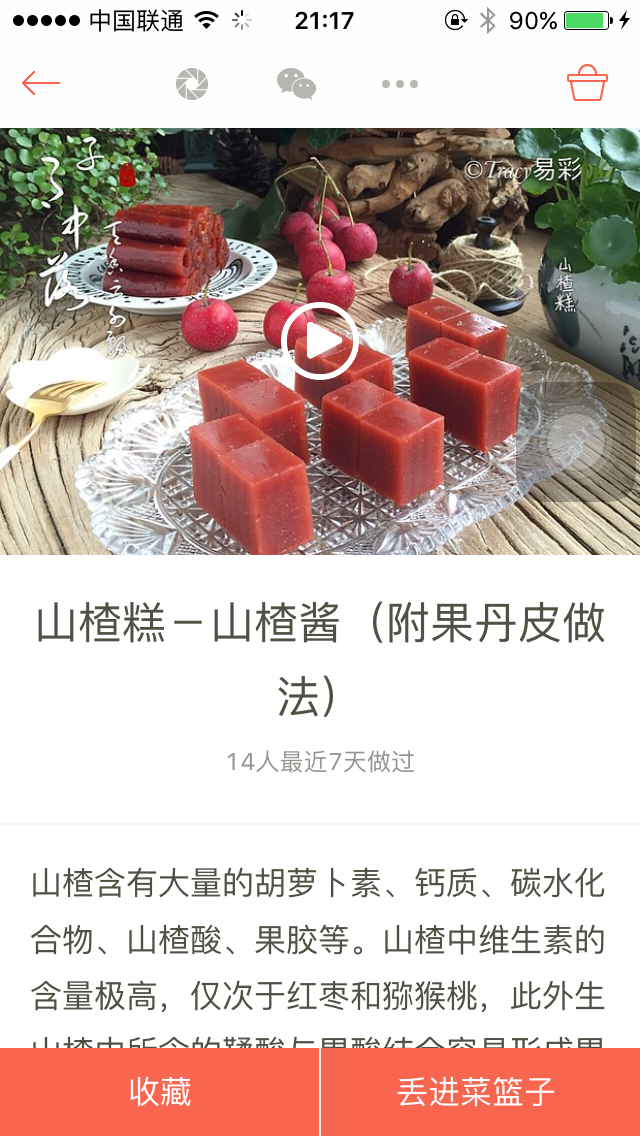 中国联通
21:17
90%
©Tracy易彩
山楂糕
山楂糕－山楂酱（附果丹皮做
法）
14人最近7天做过
山楂含有大量的胡萝卜素、钙质、碳水化
合物、山楂酸、果胶等。山楂中维生素的
含量极高，仅次于红枣和猕猴桃，此外生
收藏
丢进菜篮子